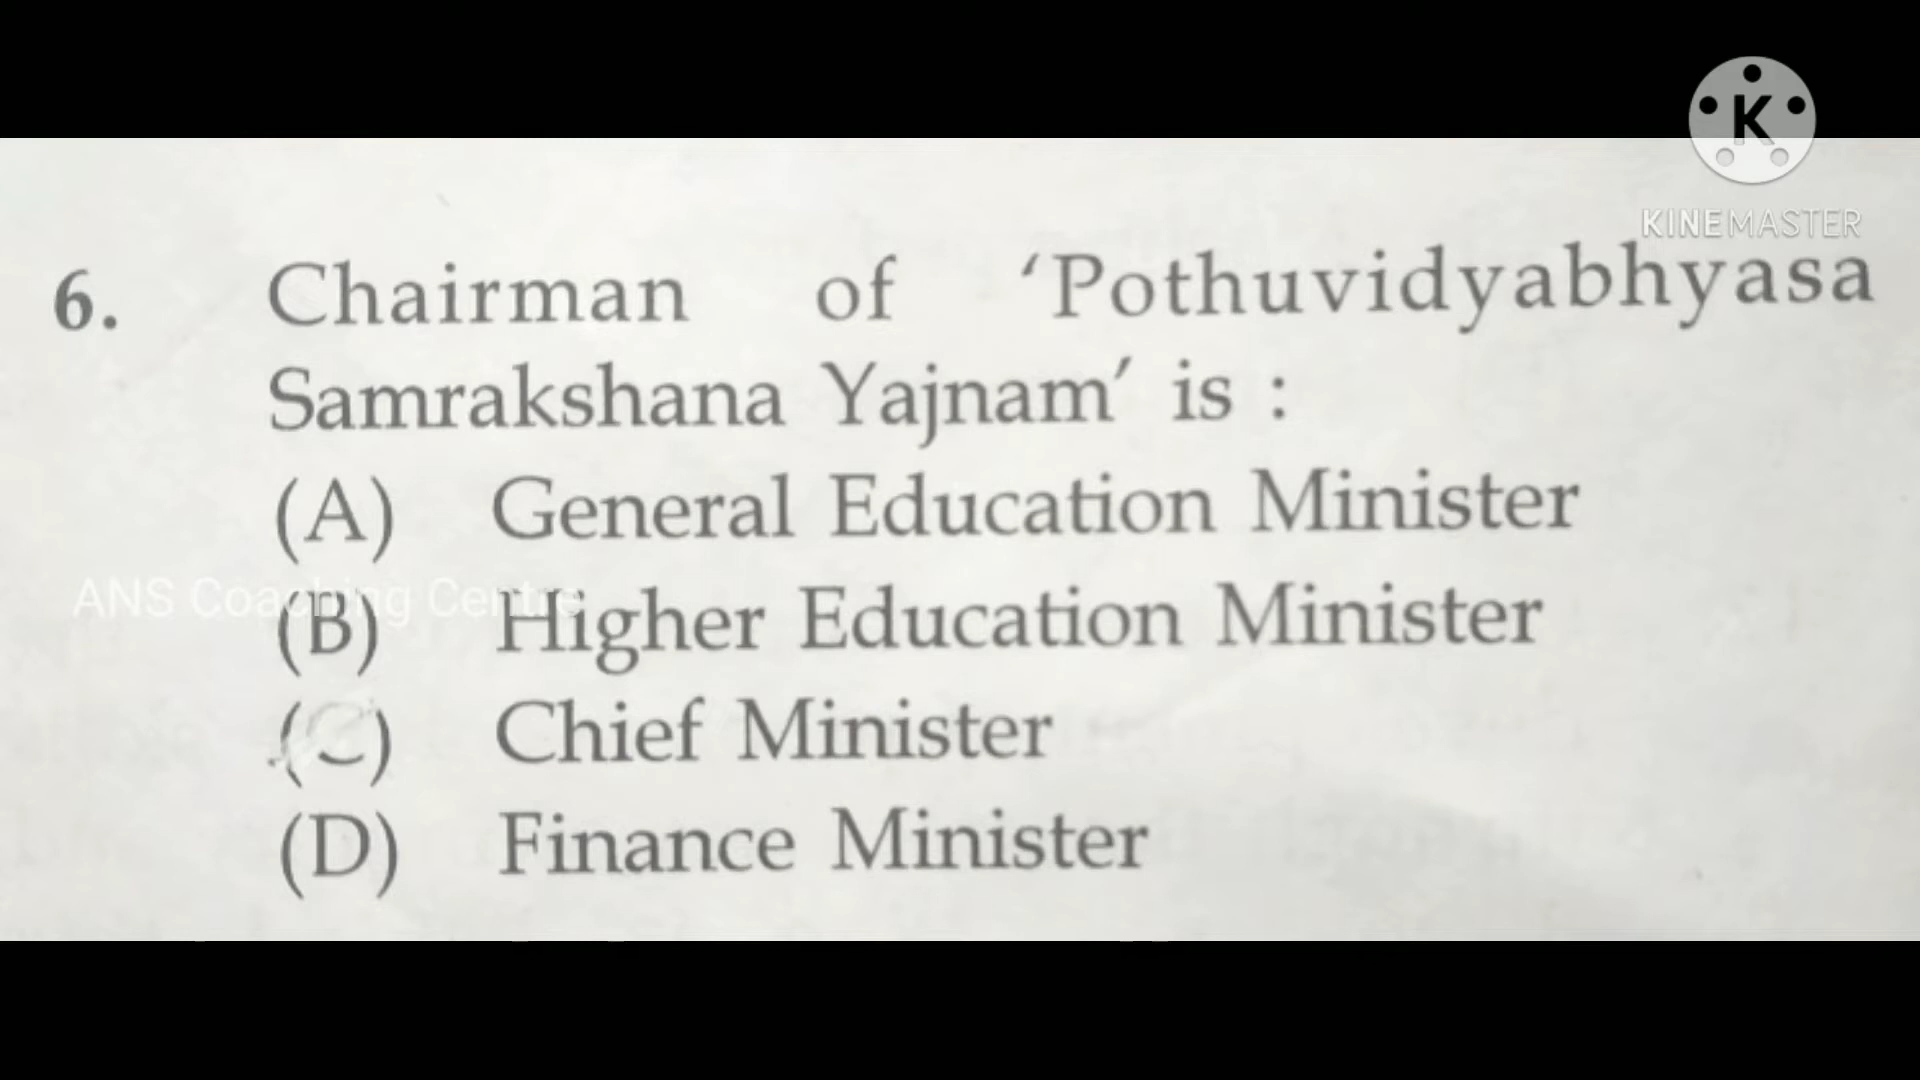 K
KINEMASTER
6. Chairman of ‘Pothuvidyabhyasa
Samrakshana Yajnam’ is :
(A) General Education Minister
ANS Coaching Centre
(B) Higher Education Minister
(C) Chief Minister
(D) Finance Minister